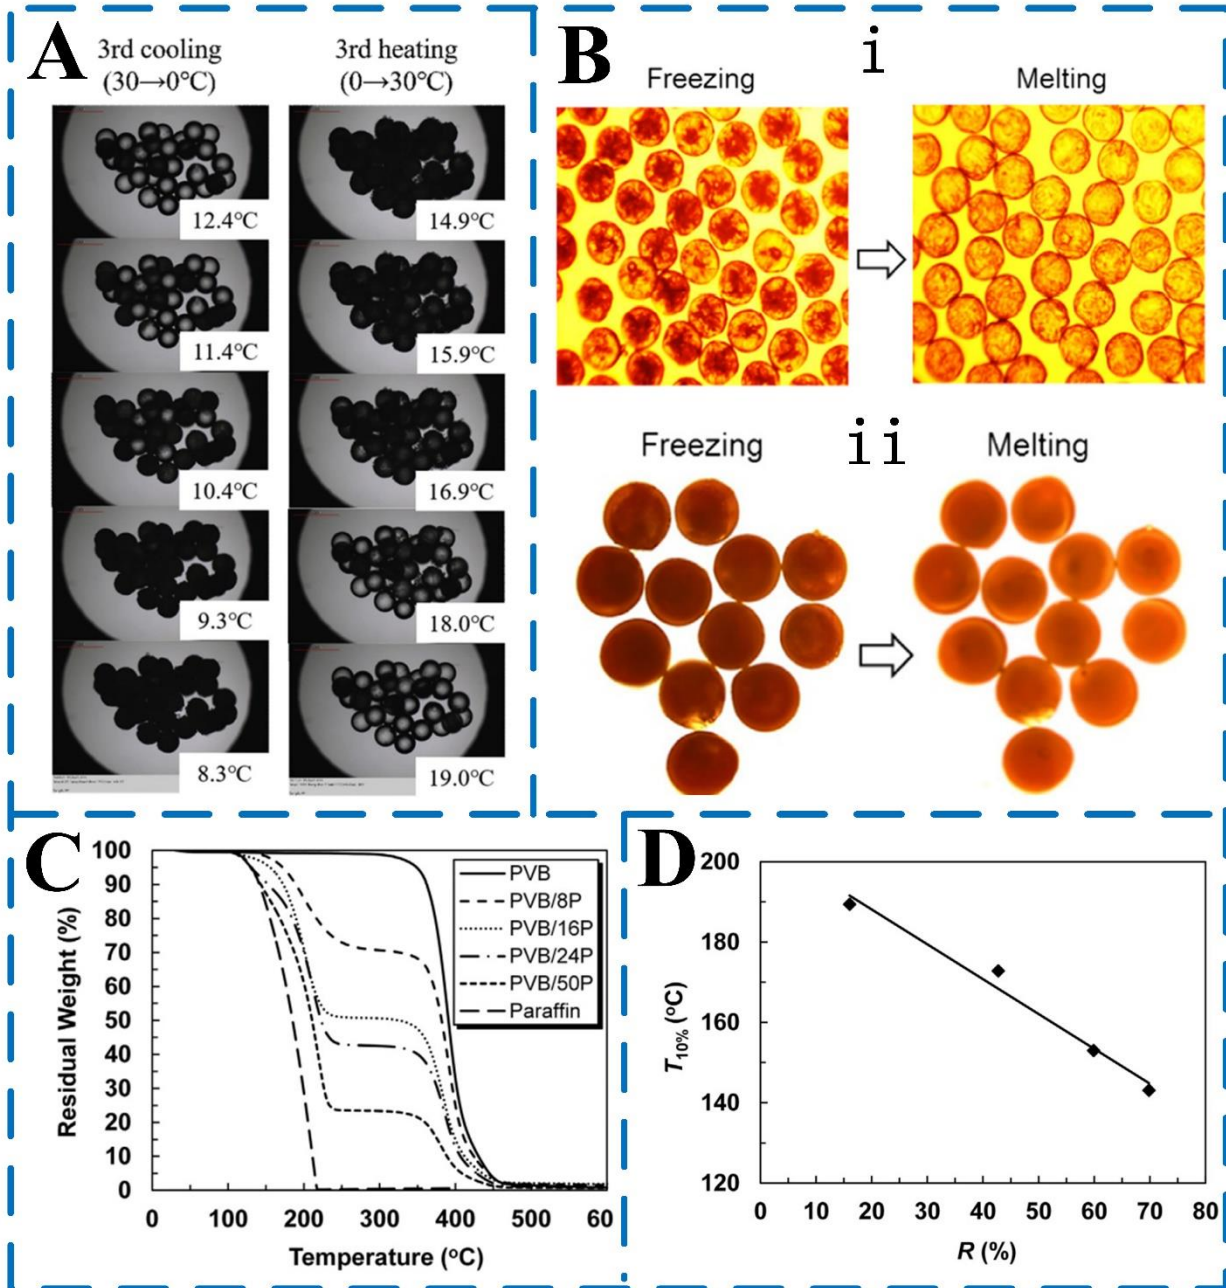 A
3rd cooling
(30→0℃)
3rd heating
(0→30℃)
12.4℃
14.9℃
11.4℃
15.9℃
10.4℃
16.9℃
9.3℃
18.0℃
8.3℃
19.0℃
B
i
Freezing
Melting
ii
Freezing
Melting
C
Residual Weight (%)
100
90
80
70
60
50
40
30
20
10
0
0
100
200
300
400
500
60
Temperature (ºC)
PVB
PVB/8P
PVB/16P
PVB/24P
PVB/50P
Paraffin
D
T10% (ºC)
200
180
160
140
120
0
10
20
30
40
50
60
70
80
R (%)